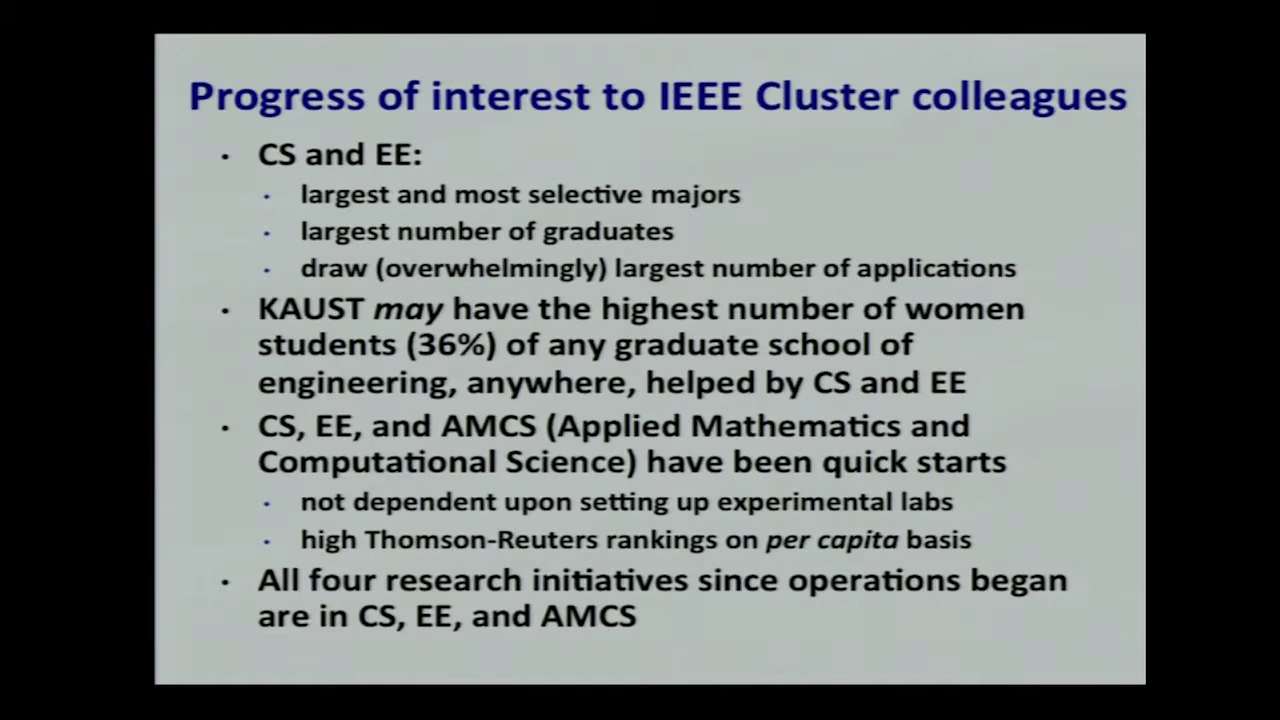 Progress of interest to IEEE Cluster colleagues
• CS and EE:
• largest and most selective majors
• largest number of graduates
• draw (overwhelmingly) largest number of applications
• KAUST may have the highest number of women
students (36%) of any graduate school of
engineering, anywhere, helped by CS and EE
• CS, EE, and AMCS (Applied Mathematics and
Computational Science) have been quick starts
• not dependent upon setting up experimental labs
• high Thomson-Reuters rankings on per capita basis
• All four research initiatives since operations began
are in CS, EE, and AMCS